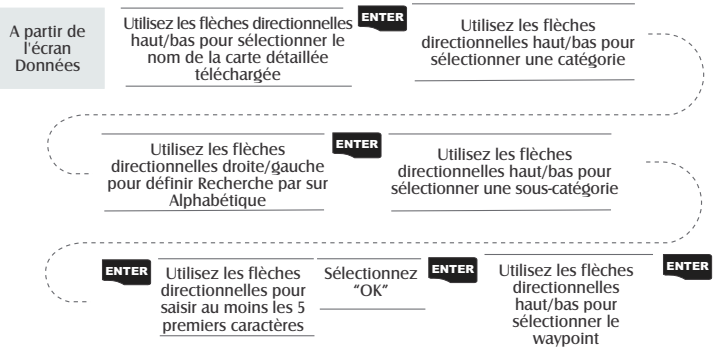 A partir de
l'écran
Données
Utilisez les flèches directionnelles
haut/bas pour sélectionner le
nom de la carte détaillée
téléchargée
ENTER
Utilisez les flèches
directionnelles haut/bas pour
sélectionner une catégorie
Utilisez les flèches
directionnelles droite/gauche
pour définir Recherche par sur
Alphabétique
ENTER
Utilisez les flèches
directionnelles haut/bas pour
sélectionner une sous-catégorie
ENTER
Utilisez les flèches
directionnelles pour
saisir au moins les 5
premiers caractères
Sélectionnez
“OK”
ENTER
Utilisez les flèches
directionnelles
haut/bas pour
sélectionner le
waypoint
ENTER